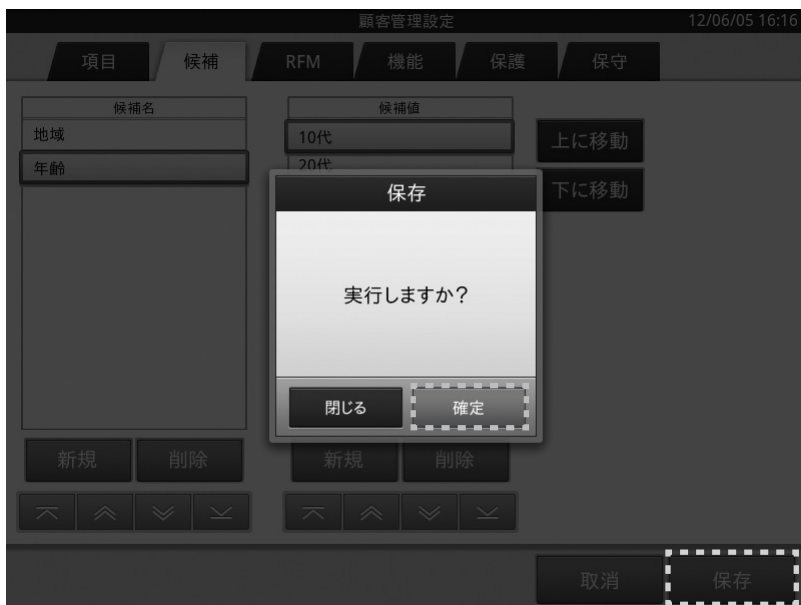 顧客管理設定 12/06/05 16:16
項目 候補 RFM 機能 保護 保守
候補名 候補値
地域 10代 上に移動
年齢 20代 下に移動
保存
実行しますか?
閉じる 確定
新規 削除 新規 削除
取消 保存